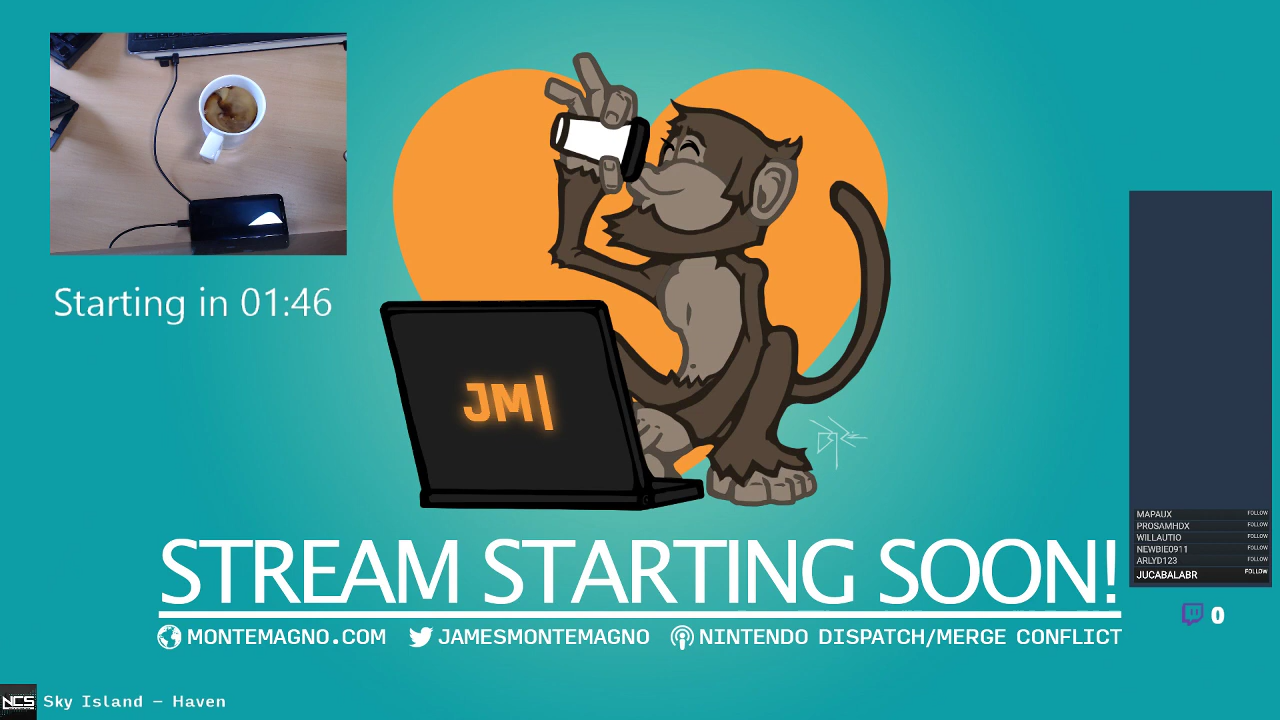 Starting in 01:46
JM|
STREAM STARTING SOON!
MONTEMAGNO.COM JAMESMONTEMAGNO NINTENDO DISPATCH/MERGE CONFLICT
MAPAUX FOLLOW
PROSAMHDX FOLLOW
WILLAUTIO FOLLOW
NEWBIE0911 FOLLOW
ARLYD123 FOLLOW
JUCABALABR FOLLOW
0
NCS Sky Island – Haven